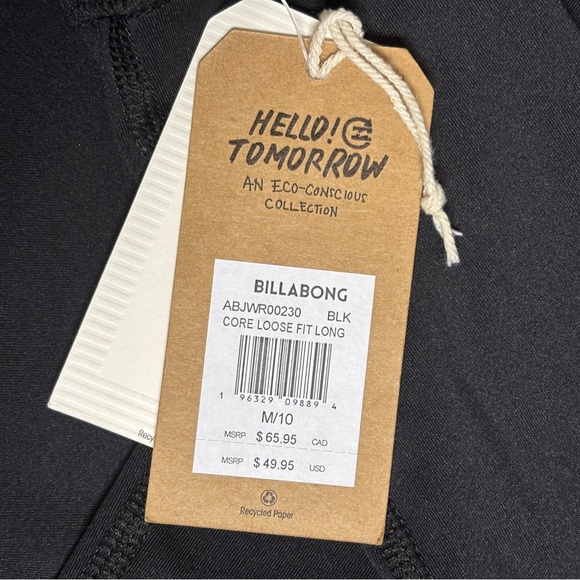 HELLO!
TOMORROW
AN ECO-CONSCIOUS
COLLECTION
BILLABONG
ABJWR00230 BLK
CORE LOOSE FIT LONG
1 96329 09889 4
M/10
MSRP $ 65.95 CAD
MSRP $ 49.95 USD
Recycled Paper